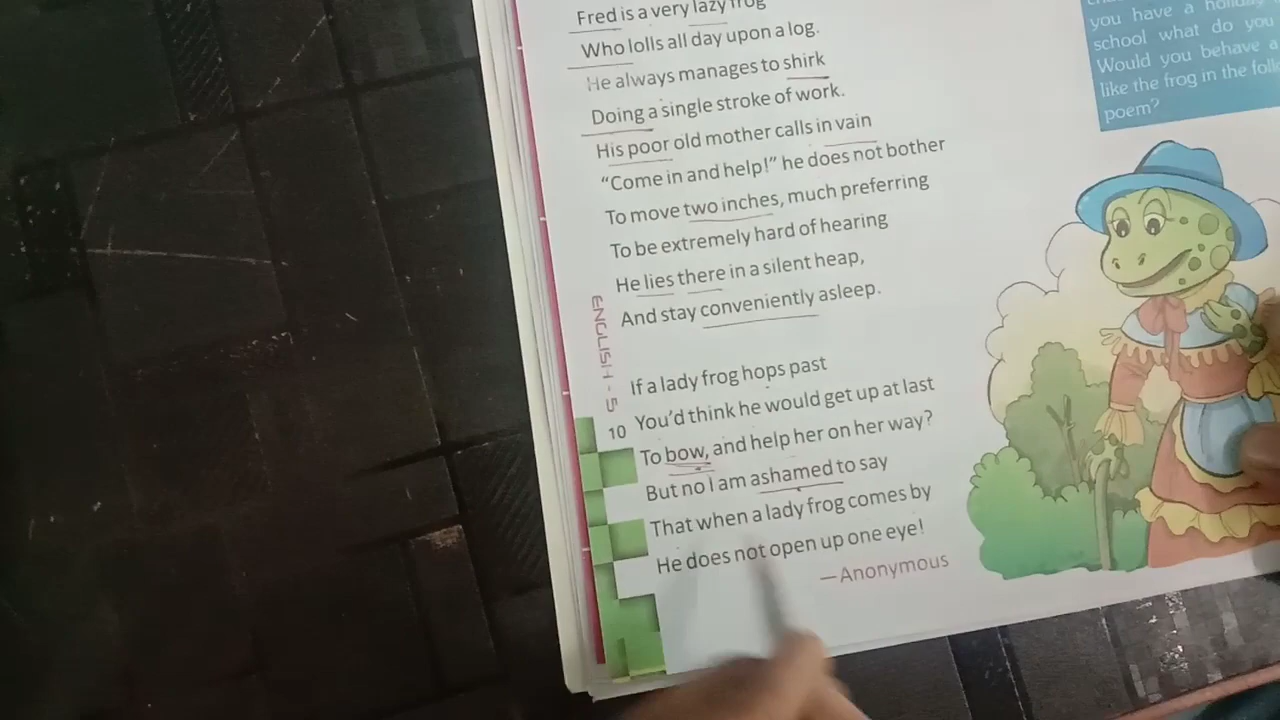 Fred is a very lazy frog
Who lolls all day upon a log.
He always manages to shirk
Doing a single stroke of work.
His poor old mother calls in vain
“Come in and help!” he does not bother
To move two inches, much preferring
To be extremely hard of hearing
He lies there in a silent heap,
And stay conveniently asleep.
If a lady frog hops past
You'd think he would get up at last
To bow, and help her on her way?
But no I am ashamed to say
That when a lady frog comes by
He does not open up one eye!
—Anonymous
ENGLISH - 5
10
you have a
school what do you
Would you behave
like the frog in the
poem?